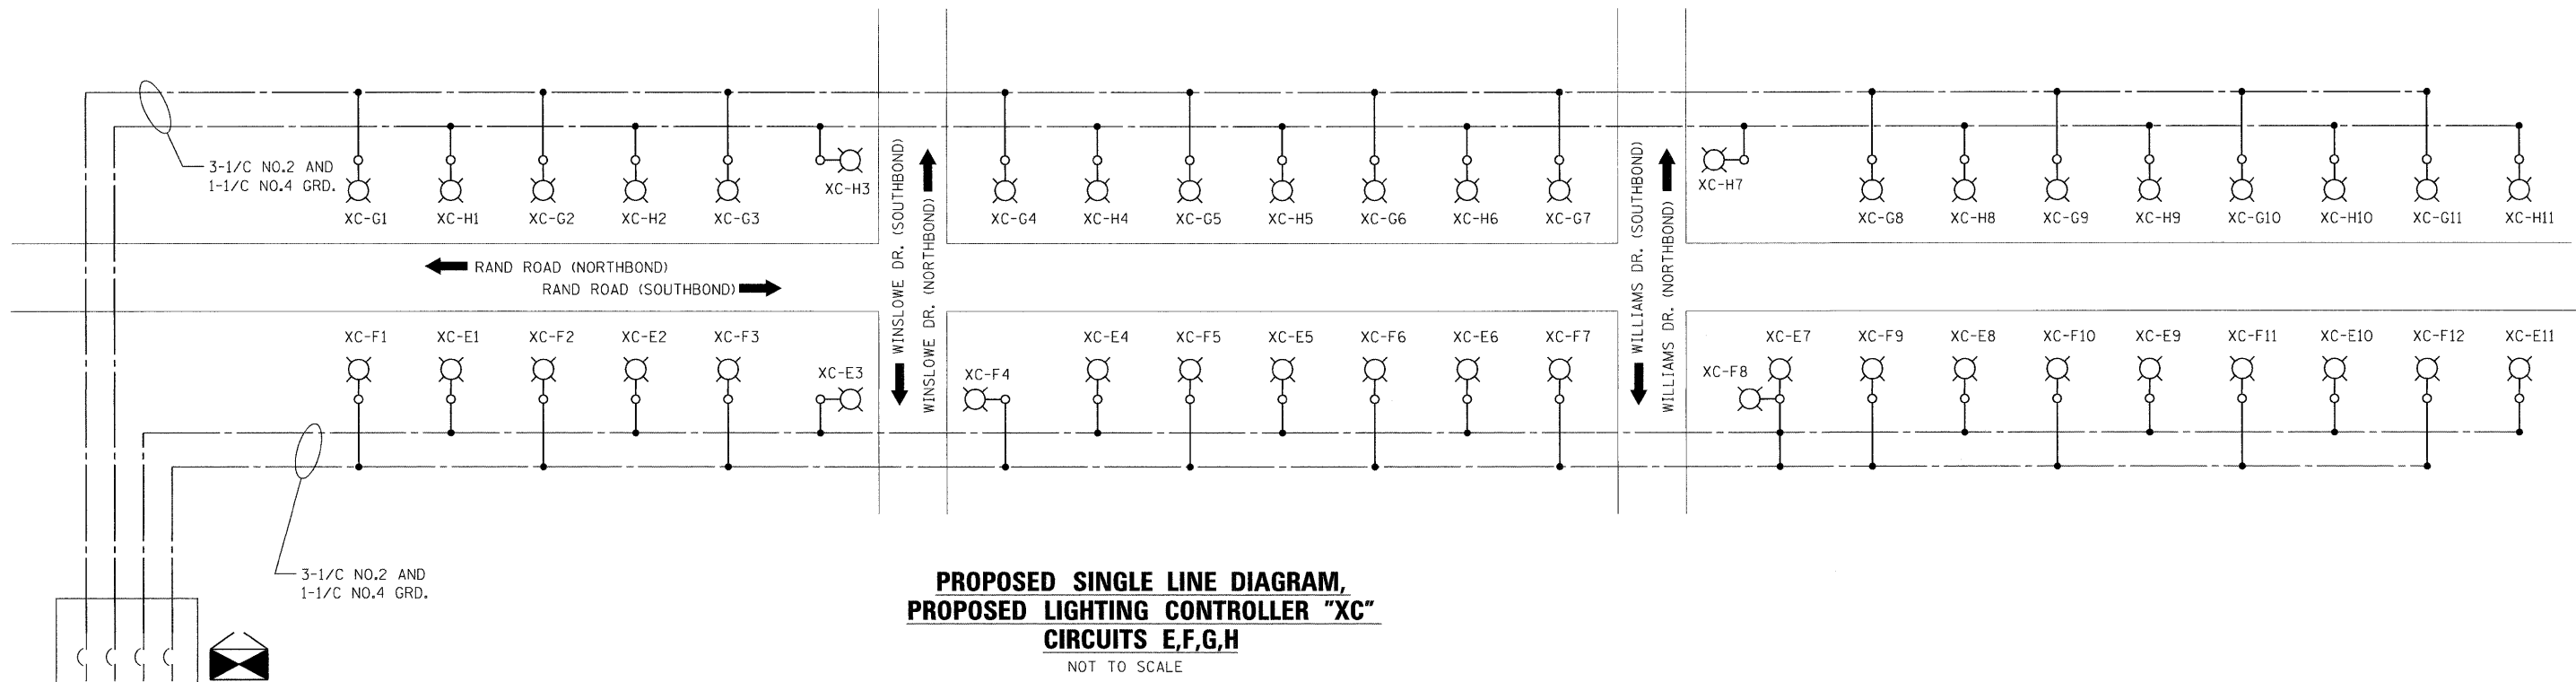 3-1/C NO.2 AND
1-1/C NO.4 GRD.
XC-G1
XC-H1
XC-G2
XC-H2
XC-G3
XC-H3
WINSLOWE DR. (SOUTHBOND)
WINSLOWE DR. (NORTHBOND)
XC-G4
XC-H4
XC-G5
XC-H5
XC-G6
XC-H6
XC-G7
WILLIAMS DR. (SOUTHBOND)
WILLIAMS DR. (NORTHBOND)
XC-H7
XC-G8
XC-H8
XC-G9
XC-H9
XC-G10
XC-H10
XC-G11
XC-H11
RAND ROAD (NORTHBOND)
RAND ROAD (SOUTHBOND)
XC-F1
XC-E1
XC-F2
XC-E2
XC-F3
XC-E3
XC-F4
XC-E4
XC-F5
XC-E5
XC-F6
XC-E6
XC-F7
XC-F8
XC-E7
XC-F9
XC-E8
XC-F10
XC-E9
XC-F11
XC-E10
XC-F12
XC-E11
3-1/C NO.2 AND
1-1/C NO.4 GRD.
PROPOSED SINGLE LINE DIAGRAM,
PROPOSED LIGHTING CONTROLLER "XC"
CIRCUITS E,F,G,H
NOT TO SCALE